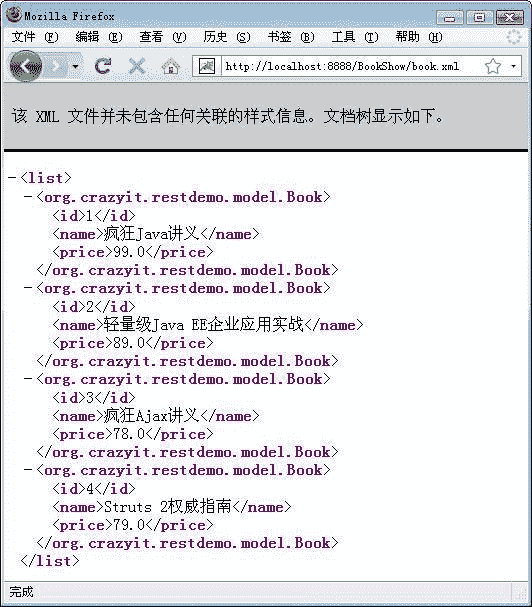 Mozilla Firefox
文件 (F) 编辑 (E) 查看 (V) 历史 (S) 书签 (B) 工具 (T) 帮助 (H)
http://localhost:8888/BookShow/book.xml
该 XML 文件并未包含任何关联的样式信息。文档树显示如下。
－<list>
－<org.crazyit.restdemo.model.Book>
<id>1</id>
<name>疯狂Java讲义</name>
<price>99.0</price>
</org.crazyit.restdemo.model.Book>
－<org.crazyit.restdemo.model.Book>
<id>2</id>
<name>轻量级Java EE企业应用实战</name>
<price>89.0</price>
</org.crazyit.restdemo.model.Book>
－<org.crazyit.restdemo.model.Book>
<id>3</id>
<name>疯狂Ajax讲义</name>
<price>78.0</price>
</org.crazyit.restdemo.model.Book>
－<org.crazyit.restdemo.model.Book>
<id>4</id>
<name>Struts 2权威指南</name>
<price>79.0</price>
</org.crazyit.restdemo.model.Book>
</list>
完成